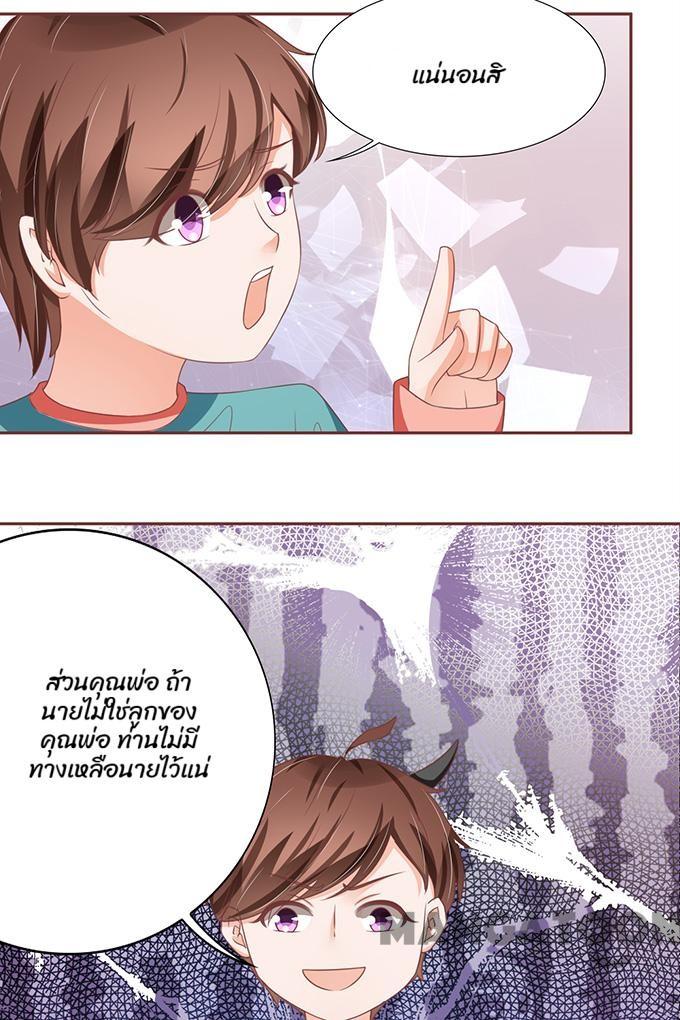 แน่นอนสิ
ส่วนคุณพ่อ ถ้า
นายไม่ใช่ลูกของ
คุณพ่อ ท่านไม่มี
ทางเหลือนายไว้แน่
MANGATOON